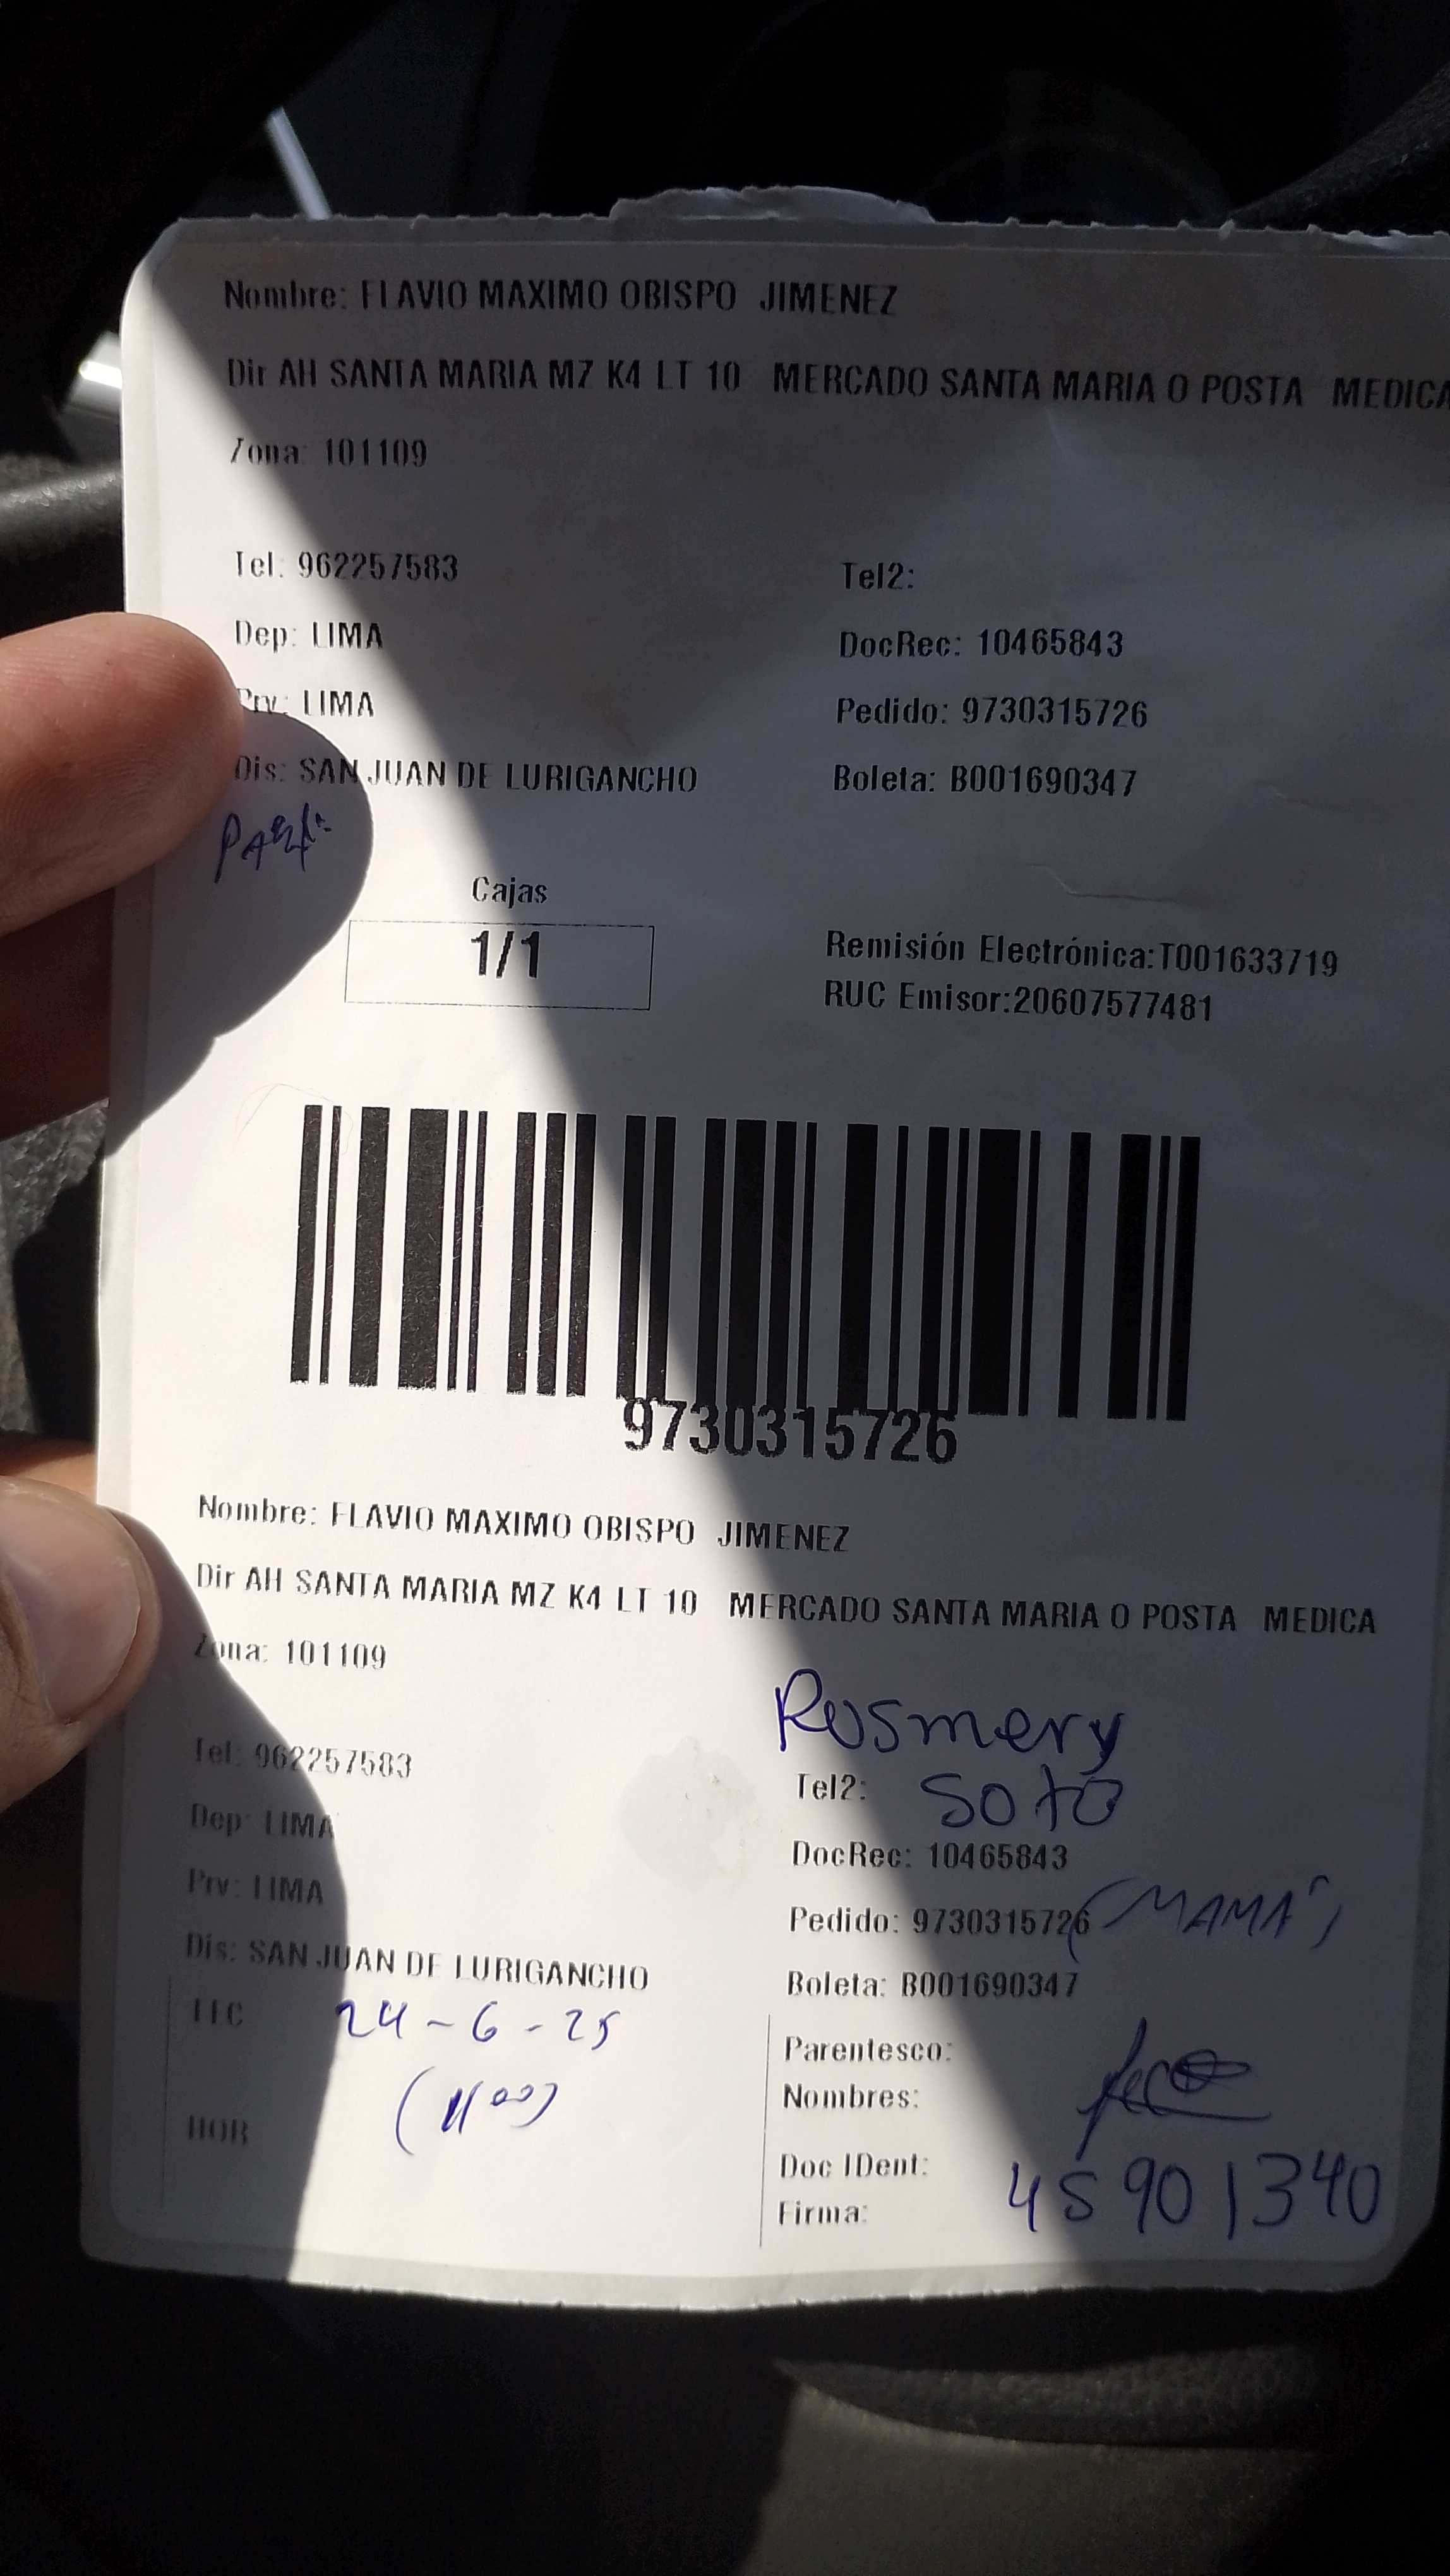 Nombre: FLAVIO MAXIMO OBISPO JIMENEZ
Dir AH SANTA MARIA MZ K4 LT 10 MERCADO SANTA MARIA O POSTA MEDICA
Zona: 101109
Tel: 962257583 Tel2:
Dep: LIMA DocRec: 10465843
Prv: LIMA Pedido: 9730315726
Dis: SAN JUAN DE LURIGANCHO Boleta: B001690347
Cajas
1/1
Remisión Electrónica:T001633719
RUC Emisor:20607577481
9730315726
Nombre: FLAVIO MAXIMO OBISPO JIMENEZ
Dir AH SANTA MARIA MZ K4 LT 10 MERCADO SANTA MARIA O POSTA MEDICA
Zona: 101109
Rosmery
Tel: 962257583 Tel2: Soto
Dep: LIMA DocRec: 10465843
Prv: LIMA Pedido: 9730315726 (MAMA)
Dis: SAN JUAN DE LURIGANCHO Boleta: B001690347
24-6-25
Parentesco:
Nombres:
HOR
Doc IDent: 45901340
Firma: